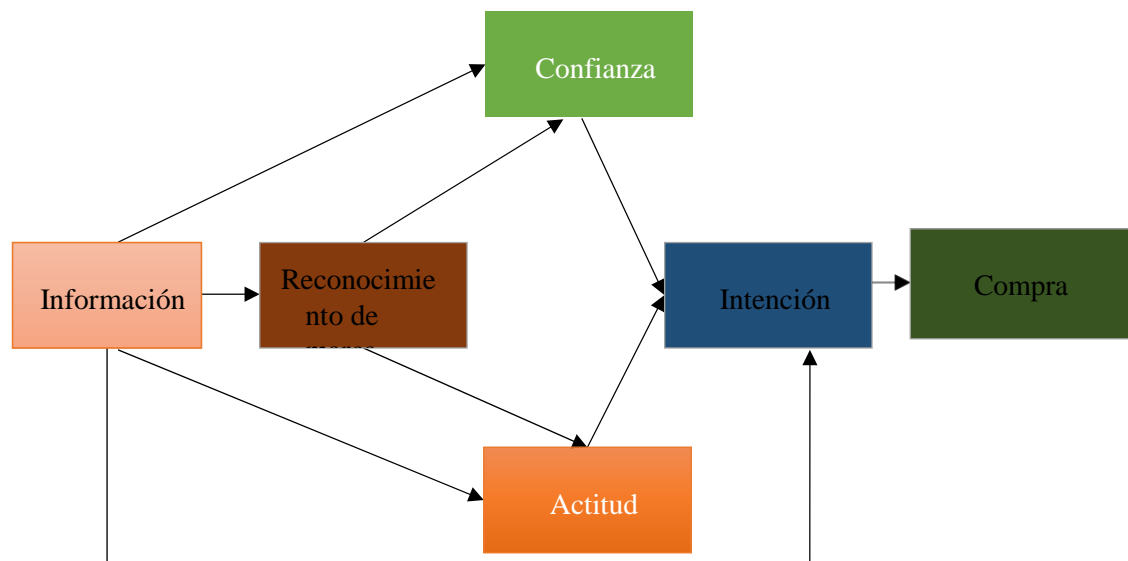 Confianza
Información
Reconocimie
nto de
Intención
Compra
Actitud